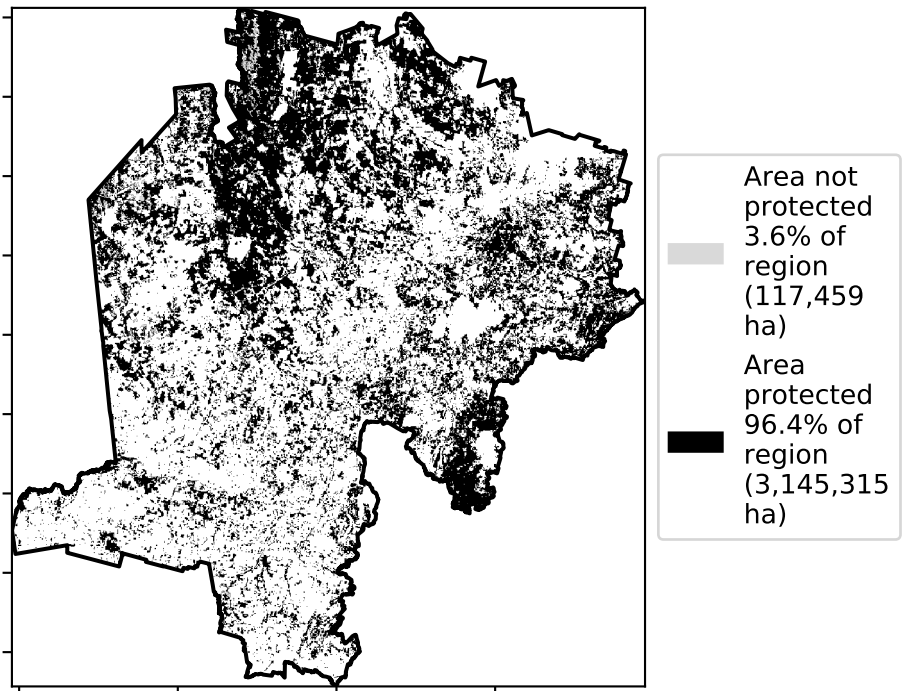 Area not
protected
3.6% of
region
(117,459
ha)
Area
protected
96.4% of
region
(3,145,315
ha)